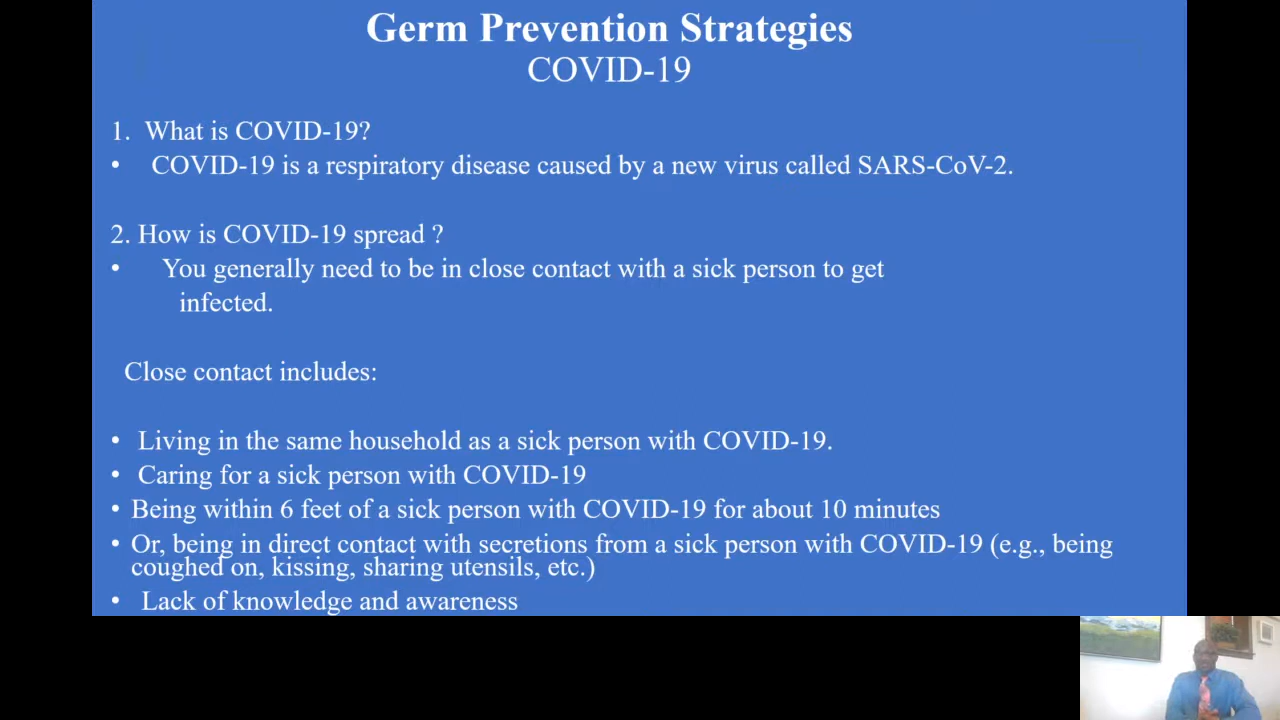 Germ Prevention Strategies
COVID-19
1. What is COVID-19?
• COVID-19 is a respiratory disease caused by a new virus called SARS-CoV-2.
2. How is COVID-19 spread ?
• You generally need to be in close contact with a sick person to get
infected.
Close contact includes:
• Living in the same household as a sick person with COVID-19.
• Caring for a sick person with COVID-19
• Being within 6 feet of a sick person with COVID-19 for about 10 minutes
• Or, being in direct contact with secretions from a sick person with COVID-19 (e.g., being
coughed on, kissing, sharing utensils, etc.)
• Lack of knowledge and awareness